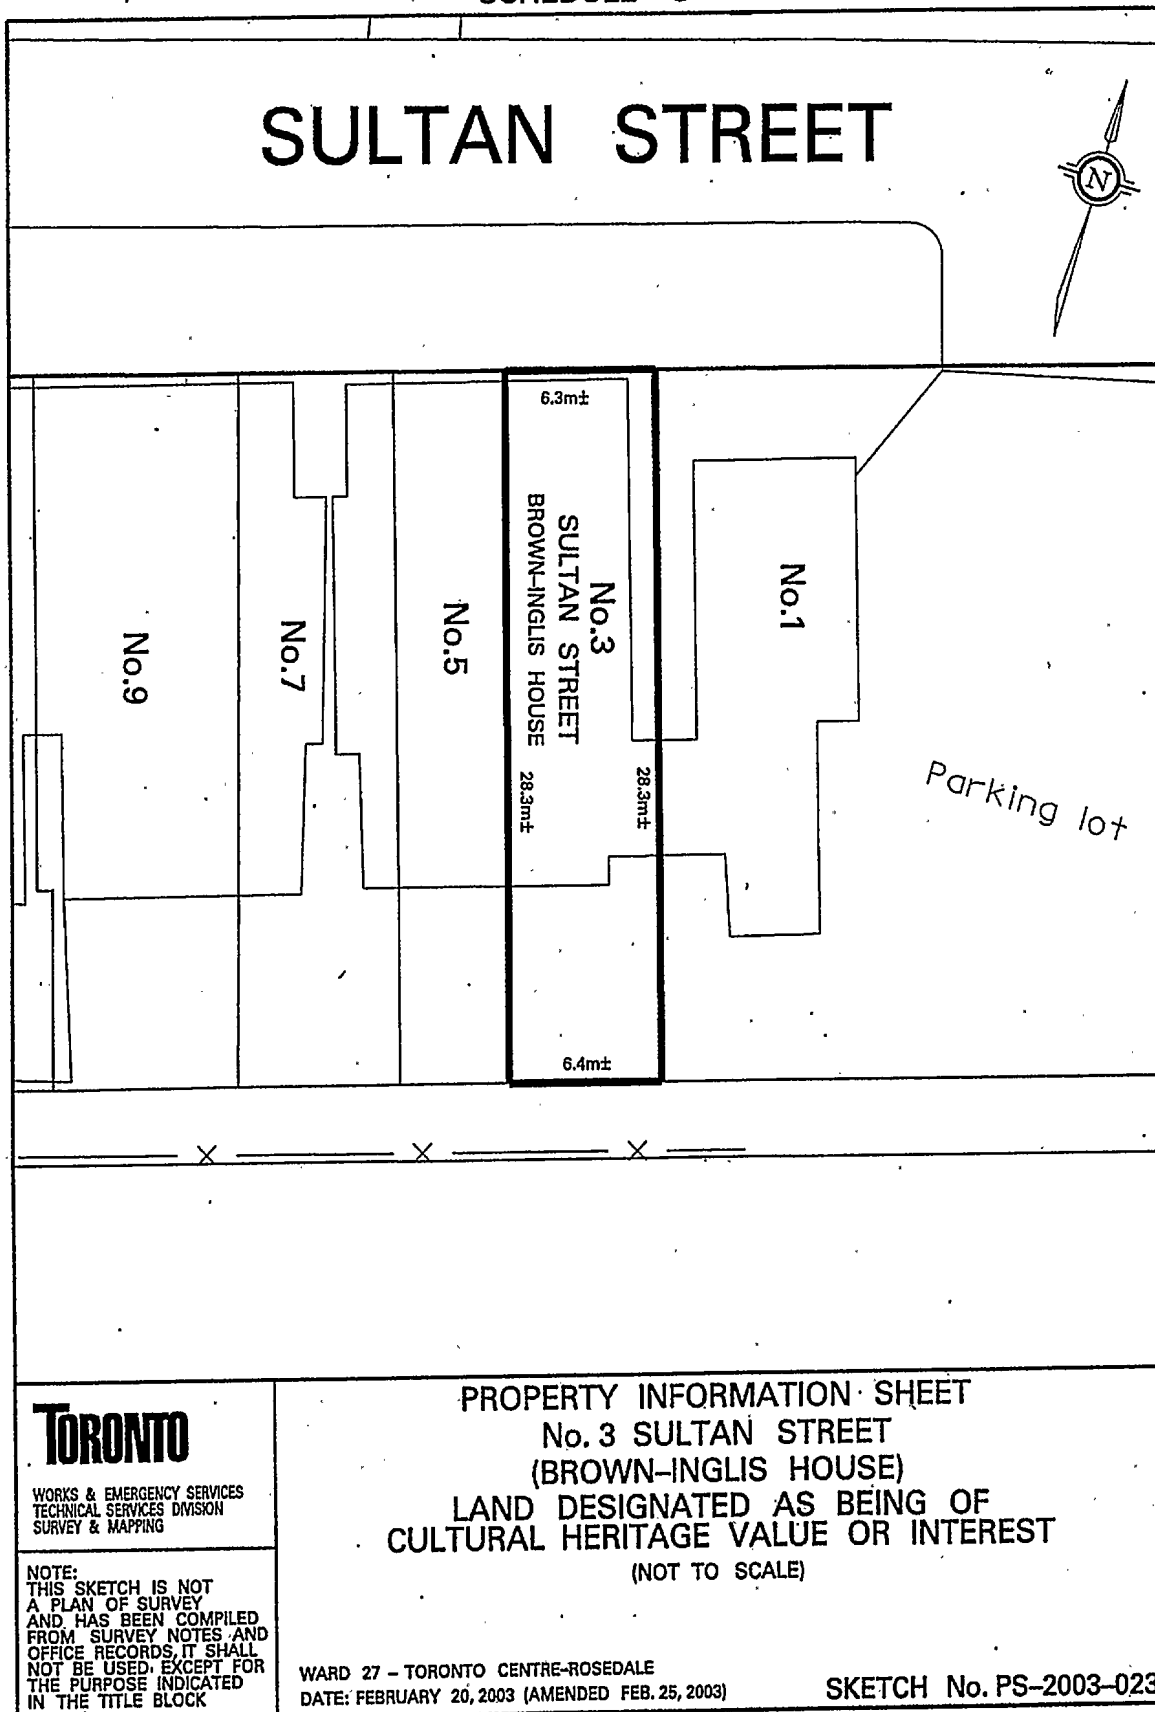 SULTAN STREET
N
6.3m±
No.3
SULTAN STREET
BROWN-INGLIS HOUSE
28.3m±
28.3m±
6.4m±
No.1
No.5
No.7
No.9
Parking lot
X X X
TORONTO
WORKS & EMERGENCY SERVICES
TECHNICAL SERVICES DIVISION
SURVEY & MAPPING
NOTE:
THIS SKETCH IS NOT
A PLAN OF SURVEY
AND HAS BEEN COMPILED
FROM SURVEY NOTES AND
OFFICE RECORDS, IT SHALL
NOT BE USED EXCEPT FOR
THE PURPOSE INDICATED
IN THE TITLE BLOCK
PROPERTY INFORMATION SHEET
No. 3 SULTAN STREET
(BROWN-INGLIS HOUSE)
LAND DESIGNATED AS BEING OF
CULTURAL HERITAGE VALUE OR INTEREST
(NOT TO SCALE)
WARD 27 - TORONTO CENTRE-ROSEDALE
DATE: FEBRUARY 20, 2003 (AMENDED FEB. 25, 2003)
SKETCH No. PS-2003-023